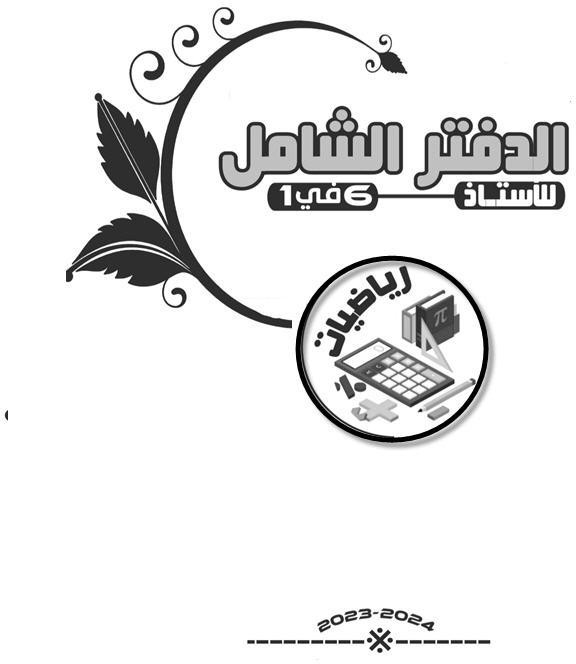 الدفتر الشامل
للأستاذ 6 في 1
رياضيات
π
%
2023-2024